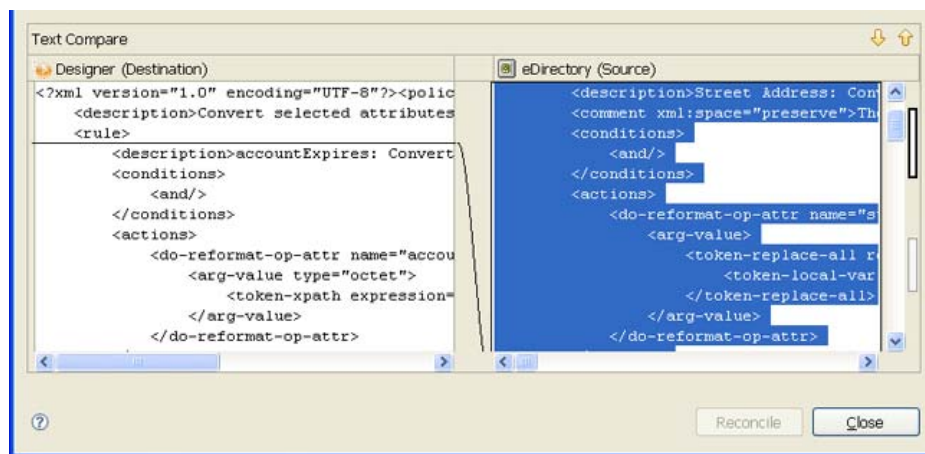 Text Compare
Designer (Destination)
<?xml version="1.0" encoding="UTF-8"?><polic
<description>Convert selected attributes
<rule>
<description>accountExpires: Convert
<conditions>
<and/>
</conditions>
<actions>
<do-reformat-op-attr name="accou
<arg-value type="octet">
<token-xpath expression=
</arg-value>
</do-reformat-op-attr>
eDirectory (Source)
<description>Street Address: Con
<comment xml:space="preserve">Th
<conditions>
<and/>
</conditions>
<actions>
<do-reformat-op-attr name="s
<arg-value>
<token-replace-all r
<token-local-var
</token-replace-all>
</arg-value>
</do-reformat-op-attr>
?
Reconcile
Close